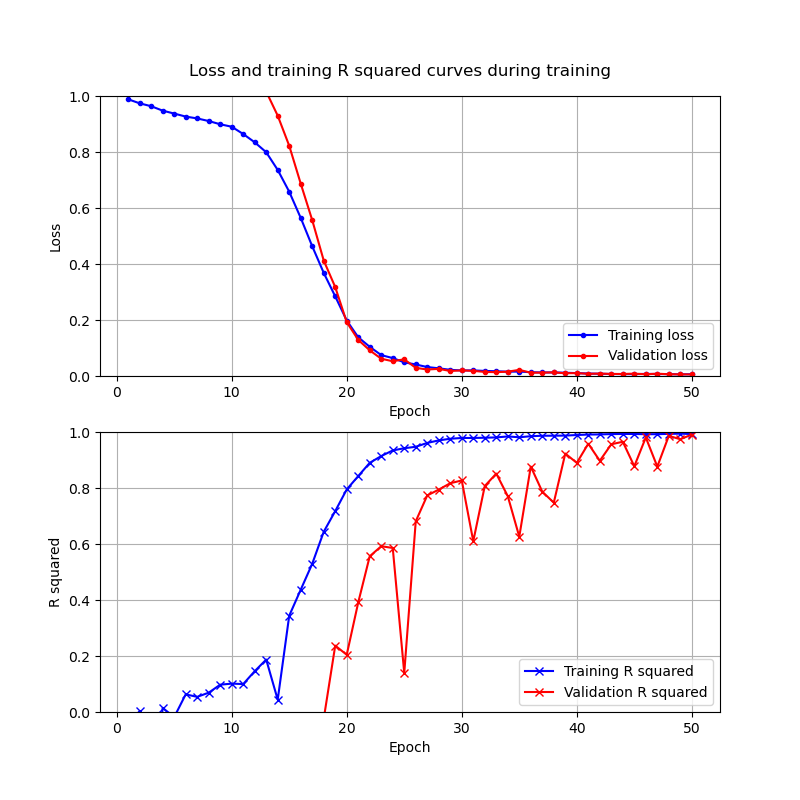 Loss and training R squared curves during training
1.0
0.8
0.6
0.4
0.2
0.0
Loss
0 10 20 30 40 50
Epoch
Training loss
Validation loss
1.0
0.8
0.6
0.4
0.2
0.0
R squared
0 10 20 30 40 50
Epoch
Training R squared
Validation R squared